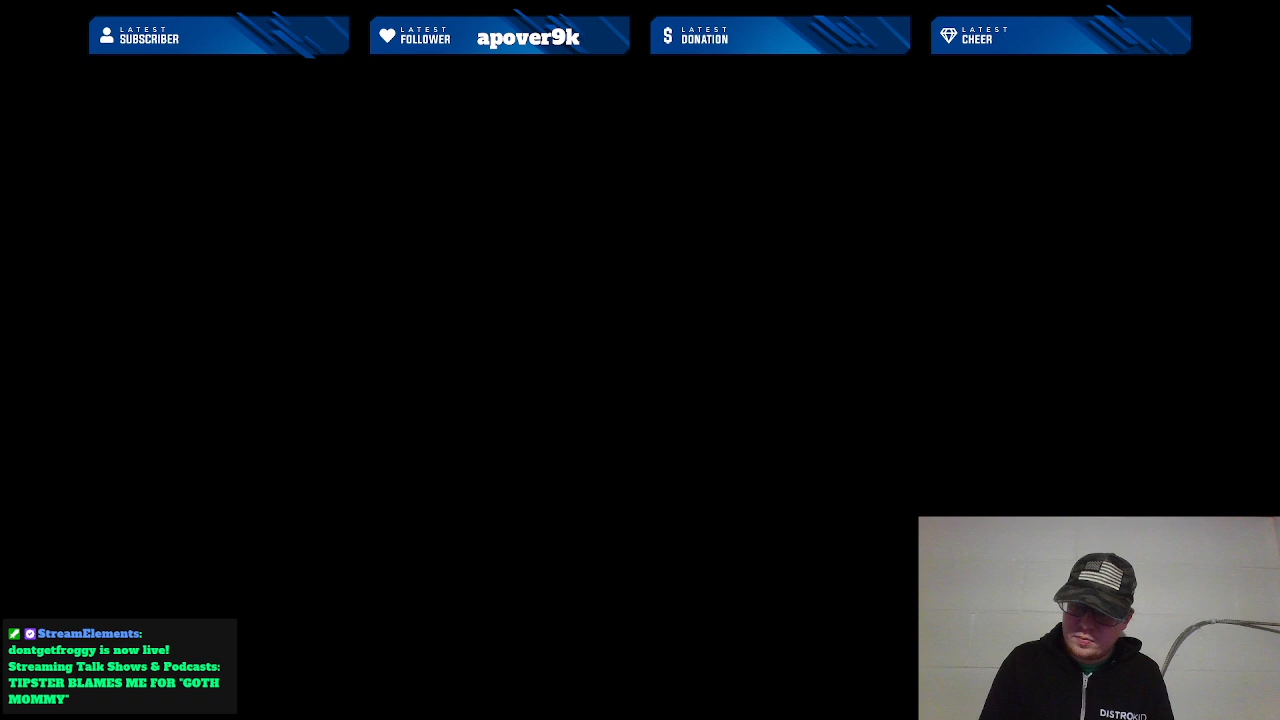 LATEST
SUBSCRIBER
LATEST
FOLLOWER
apover9k
LATEST
DONATION
LATEST
CHEER
StreamElements:
dontgetfroggy is now live!
Streaming Talk Shows & Podcasts:
TIPSTER BLAMES ME FOR "GOTH
MOMMY"
DISTROKID